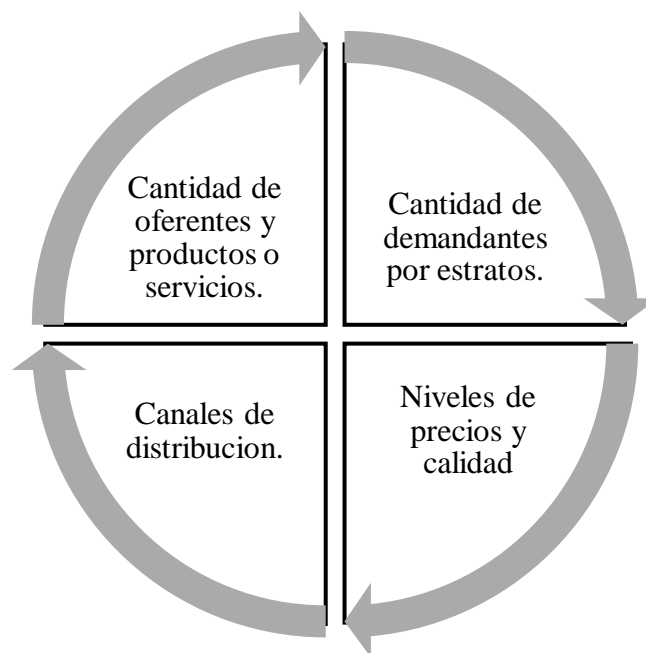 Cantidad de
oferentes y
productos o
servicios.
Cantidad de
demandantes
por estratos.
Canales de
distribucion.
Niveles de
precios y
calidad